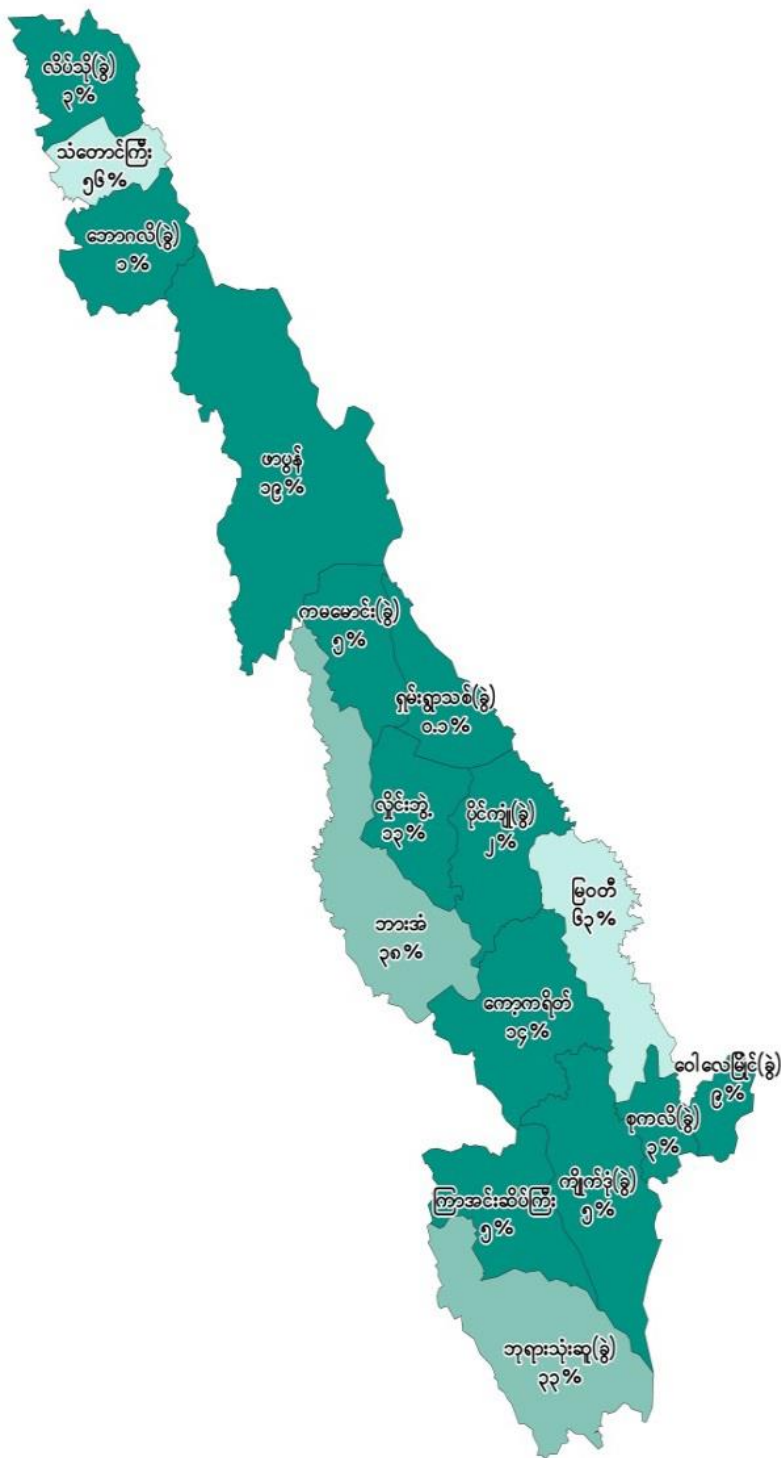 လိပ်သို(ခွဲ)
၃%
သံတောင်ကြီး
၅၆%
ဘောဂလိ(ခွဲ)
၁%
ဖာပွန်
၁၉%
ကမမောင်း(ခွဲ)
၅%
ရှမ်းရွာသစ်(ခွဲ)
၀.၁%
လှိုင်းဘွဲ့
၁၃%
ပိုင်ကျုံ(ခွဲ)
၂%
မြဝတီ
၆၃%
ဘားအံ
၃၈%
ကော့ကရိတ်
၁၄%
ဝေါလေမြိုင်(ခွဲ)
၉%
စုကလိ(ခွဲ)
၃%
ကျိုက်ဒုံ(ခွဲ)
၅%
ကြာအင်းဆိပ်ကြီး
၅%
ဘုရားသုံးဆူ(ခွဲ)
၃၃%